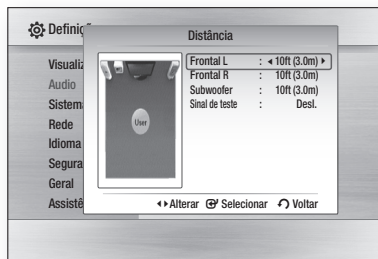 Definiç
Distância
Visualiz
Audio
Sistem
Rede
Idioma
Segura
Geral
Assistê
Frontal L : ◂ 10ft (3.0m) ▸
Frontal R : 10ft (3.0m)
Subwoofer : 10ft (3.0m)
Sinal de teste : Desl.
User
◂▸ Alterar Selecionar Voltar